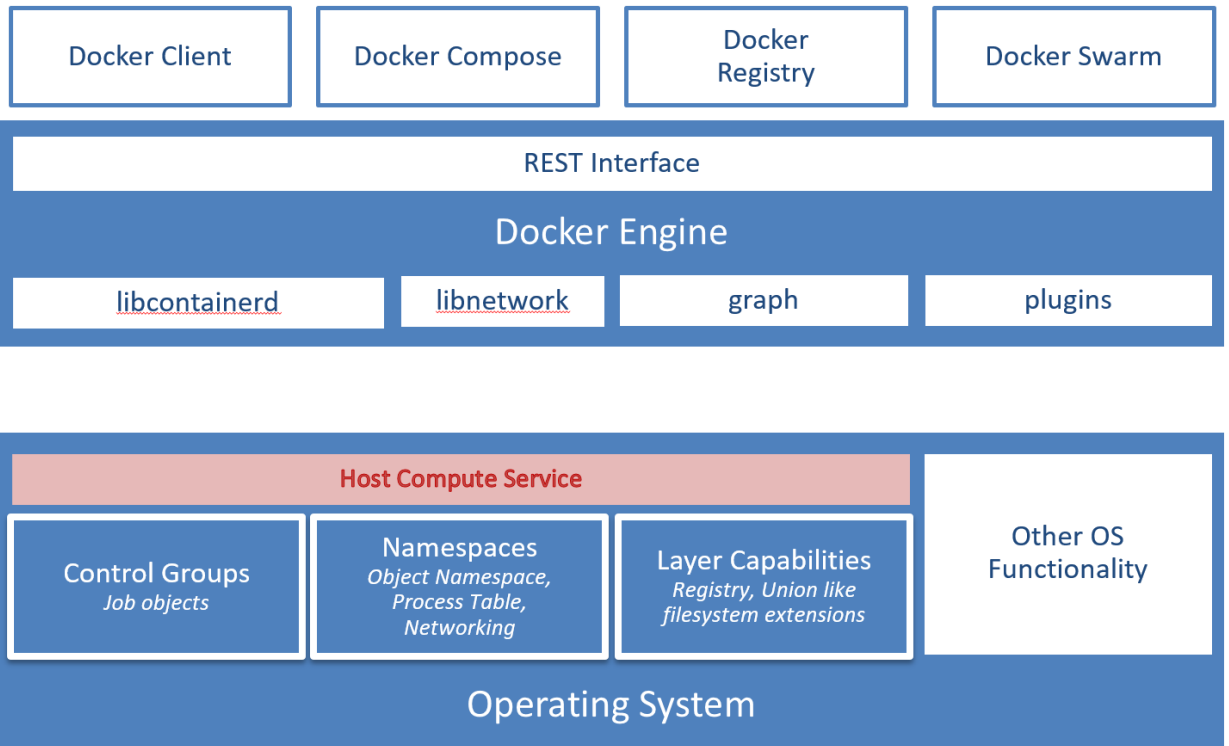 Docker Client
Docker Compose
Docker
Registry
Docker Swarm
REST Interface
Docker Engine
libcontainerd
libnetwork
graph
plugins
Host Compute Service
Control Groups
Job objects
Namespaces
Object Namespace,
Process Table,
Networking
Layer Capabilities
Registry, Union like
filesystem extensions
Other OS
Functionality
Operating System